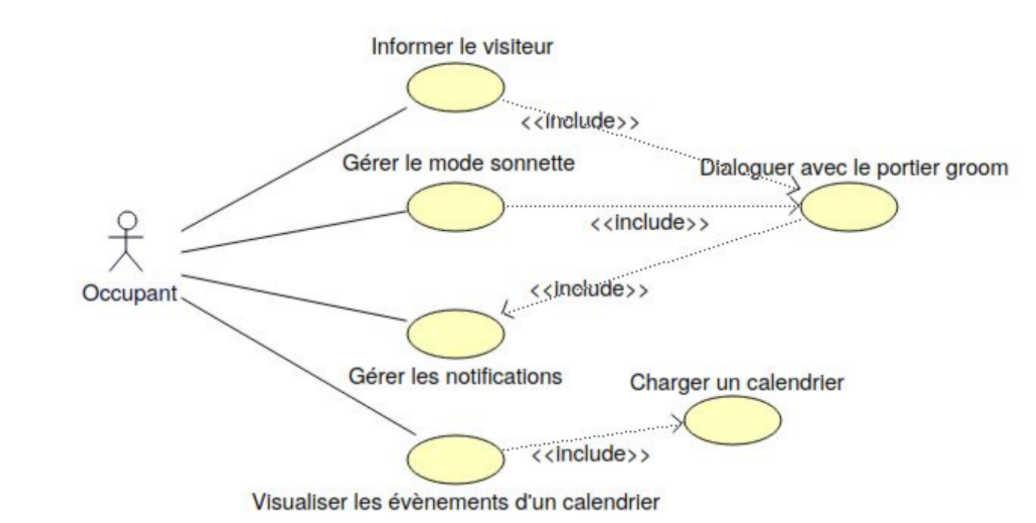 Informer le visiteur
<<include>>
Gérer le mode sonnette
Dialoguer avec le portier groom
<<include>>
Occupant
<<include>>
Gérer les notifications
Charger un calendrier
<<include>>
Visualiser les évènements d'un calendrier